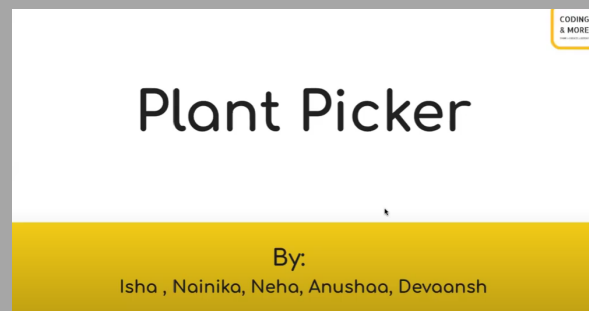 CODING
& MORE
Plant Picker
By:
Isha , Nainika, Neha, Anushaa, Devaansh